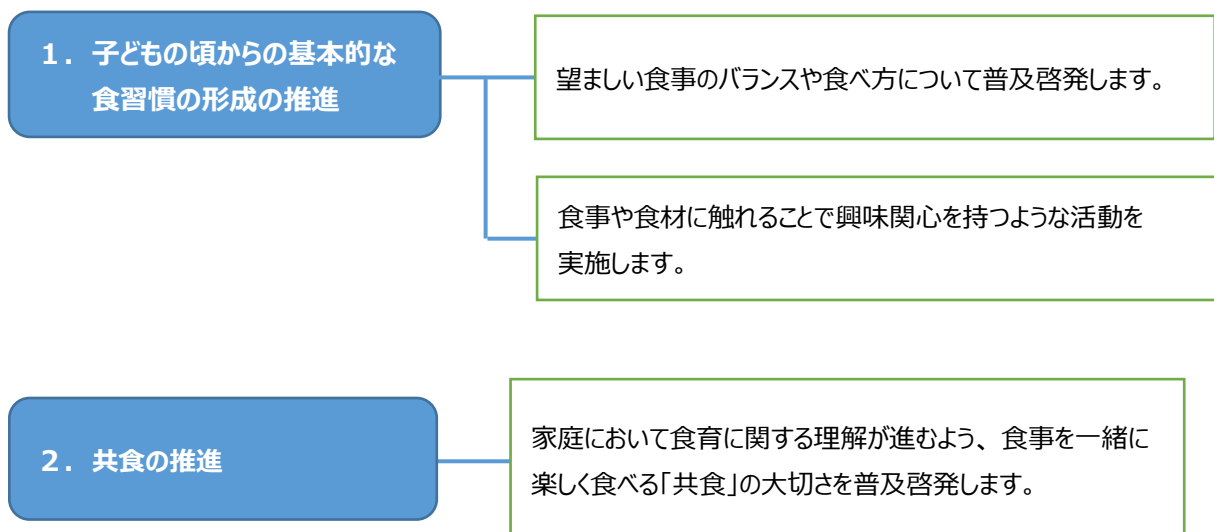 1．子どもの頃からの基本的な
食習慣の形成の推進
望ましい食事のバランスや食べ方について普及啓発します。
食事や食材に触れることで興味関心を持つような活動を
実施します。
2．共食の推進
家庭において食育に関する理解が進むよう、食事を一緒に
楽しく食べる「共食」の大切さを普及啓発します。